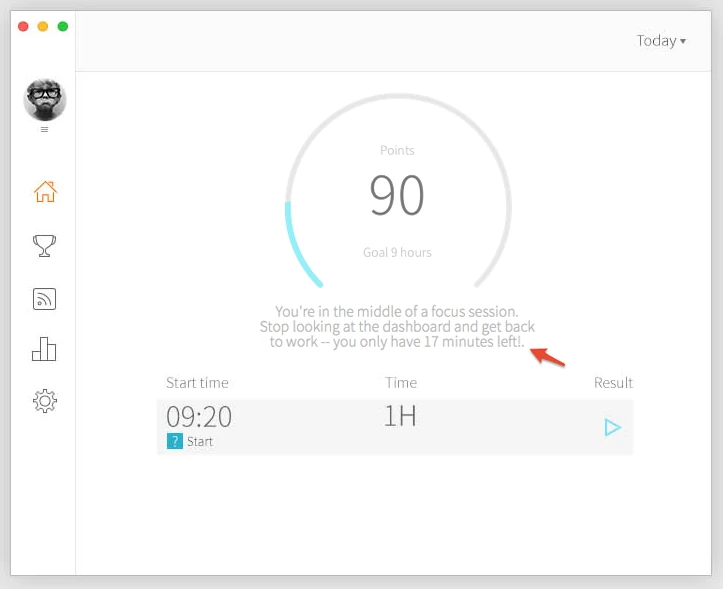 Today ▾
Points
90
Goal 9 hours
You're in the middle of a focus session.
Stop looking at the dashboard and get back
to work -- you only have 17 minutes left!.
Start time Time Result
09:20 1H
? Start